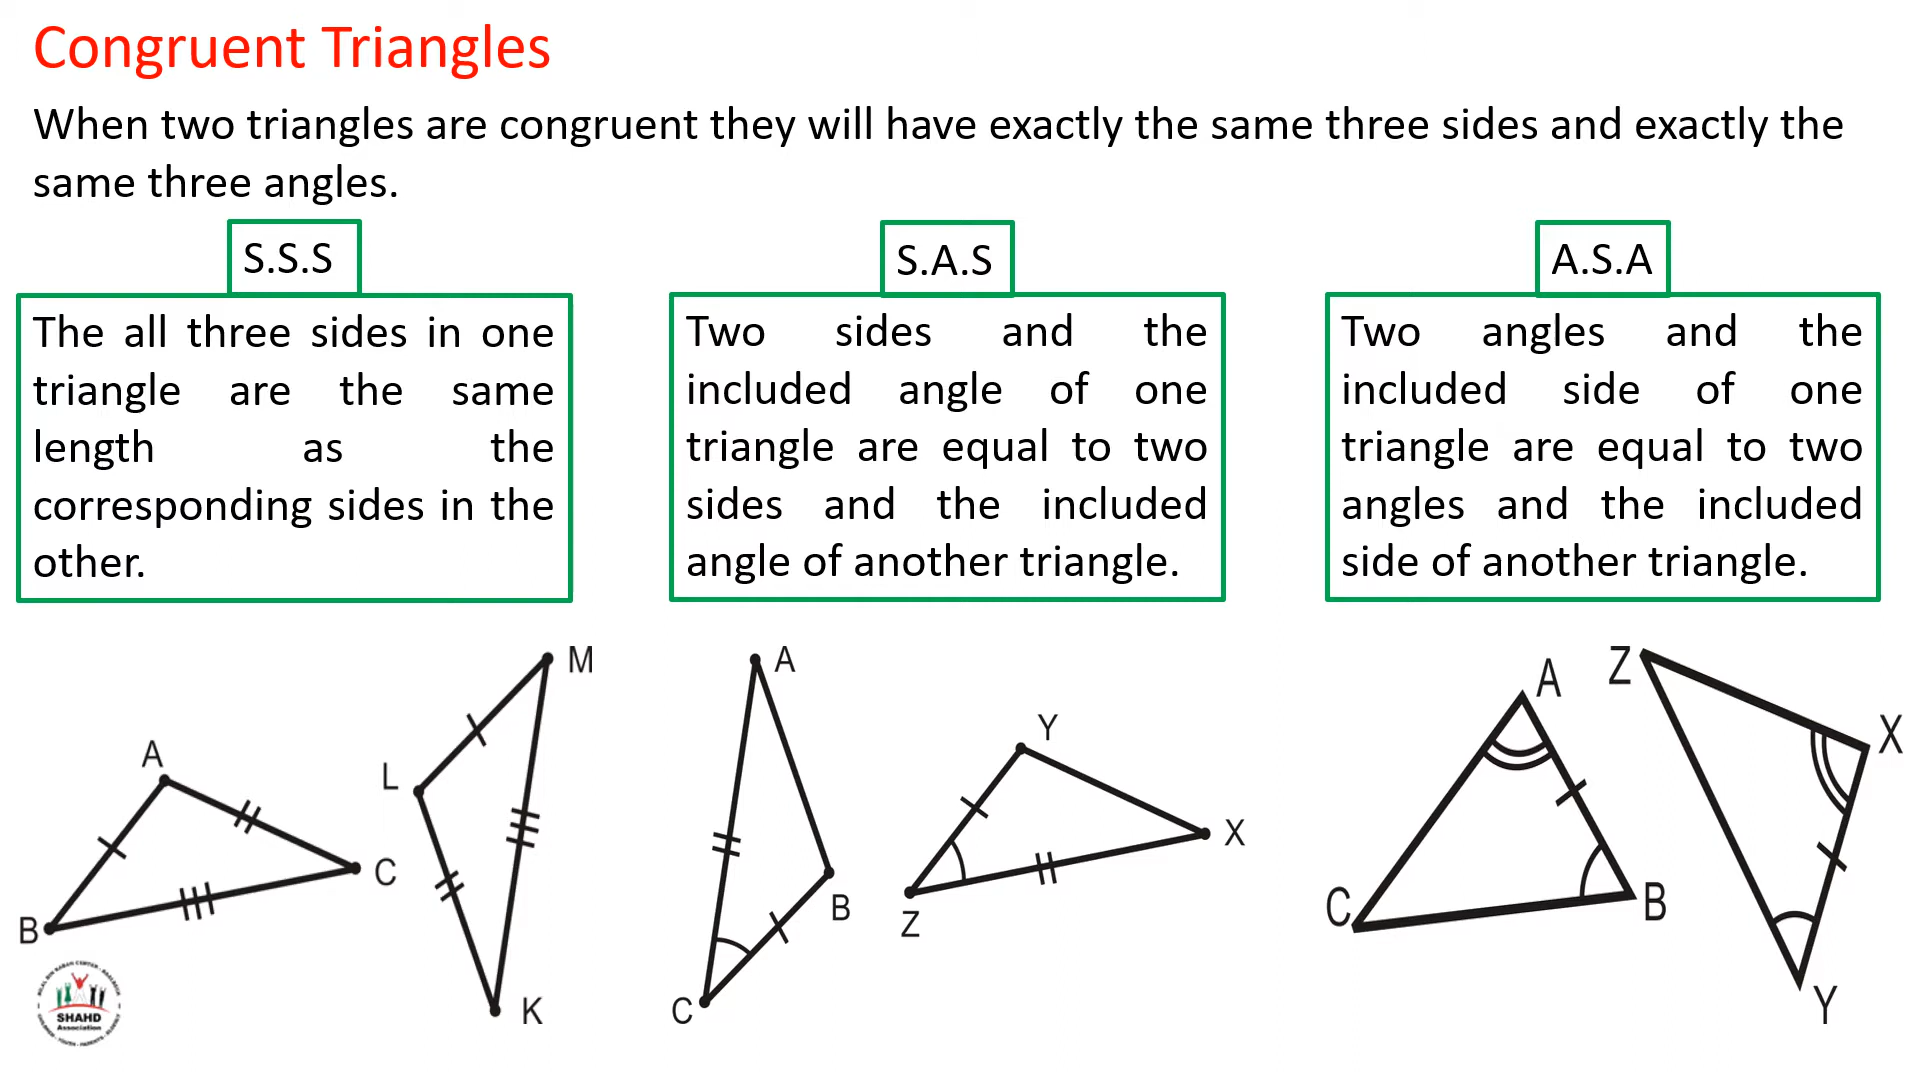 Congruent Triangles
When two triangles are congruent they will have exactly the same three sides and exactly the
same three angles.
S.S.S
The all three sides in one
triangle are the same
length as the
corresponding sides in the
other.
S.A.S
Two sides and the
included angle of one
triangle are equal to two
sides and the included
angle of another triangle.
A.S.A
Two angles and the
included side of one
triangle are equal to two
angles and the included
side of another triangle.
A
B
C
M
L
K
A
B
C
Y
X
Z
A
C
B
Z
X
Y
SHAHD
Association